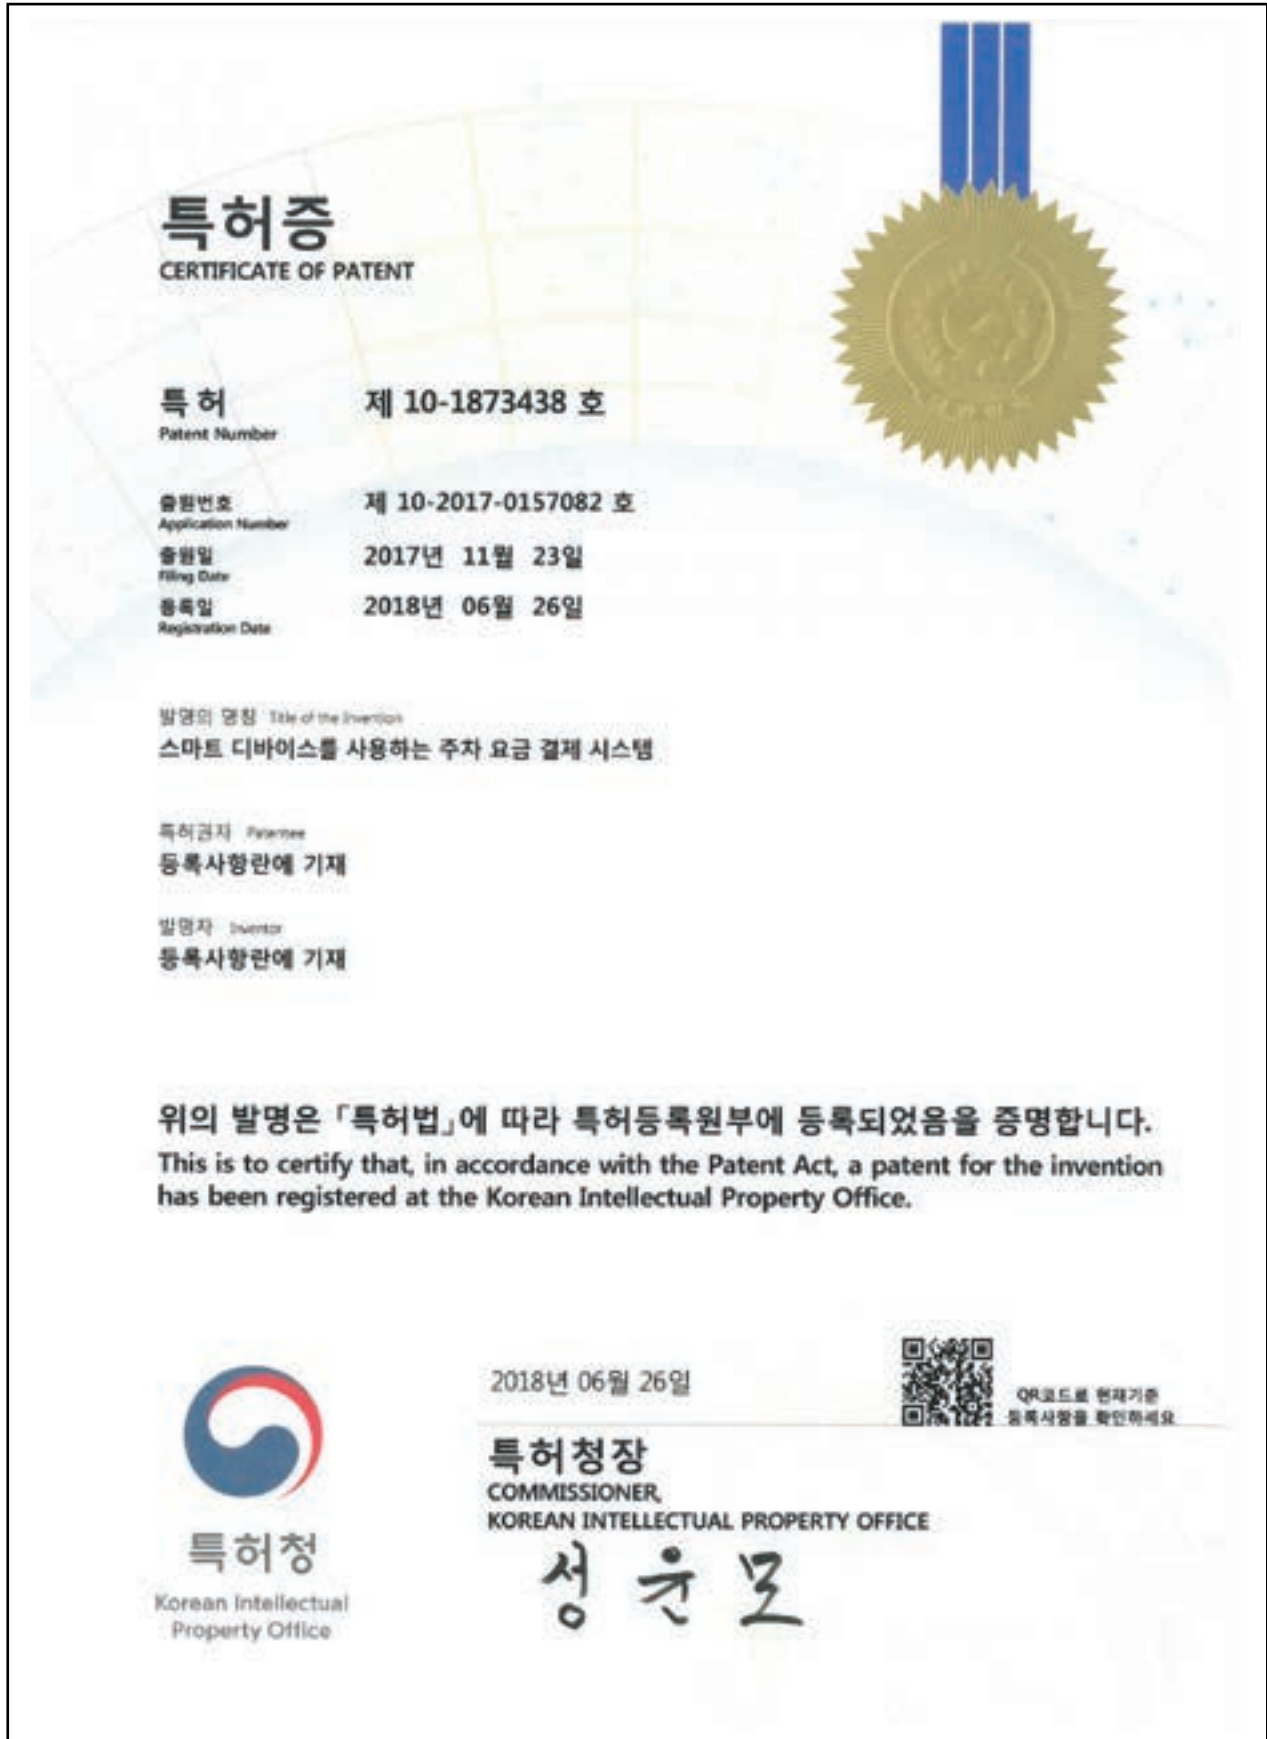 특허증
CERTIFICATE OF PATENT
특 허 제 10-1873438 호
Patent Number
출원번호 제 10-2017-0157082 호
Application Number
출원일 2017년 11월 23일
Filing Date
등록일 2018년 06월 26일
Registration Date
발명의 명칭 Title of the Invention
스마트 디바이스를 사용하는 주차 요금 결제 시스템
특허권자 Patentee
등록사항란에 기재
발명자 Inventor
등록사항란에 기재
위의 발명은 「특허법」에 따라 특허등록원부에 등록되었음을 증명합니다.
This is to certify that, in accordance with the Patent Act, a patent for the invention
has been registered at the Korean Intellectual Property Office.
2018년 06월 26일
QR코드로 현재기준
등록사항을 확인하세요
특허청장
COMMISSIONER,
KOREAN INTELLECTUAL PROPERTY OFFICE
성 윤 모
특허청
Korean Intellectual
Property Office